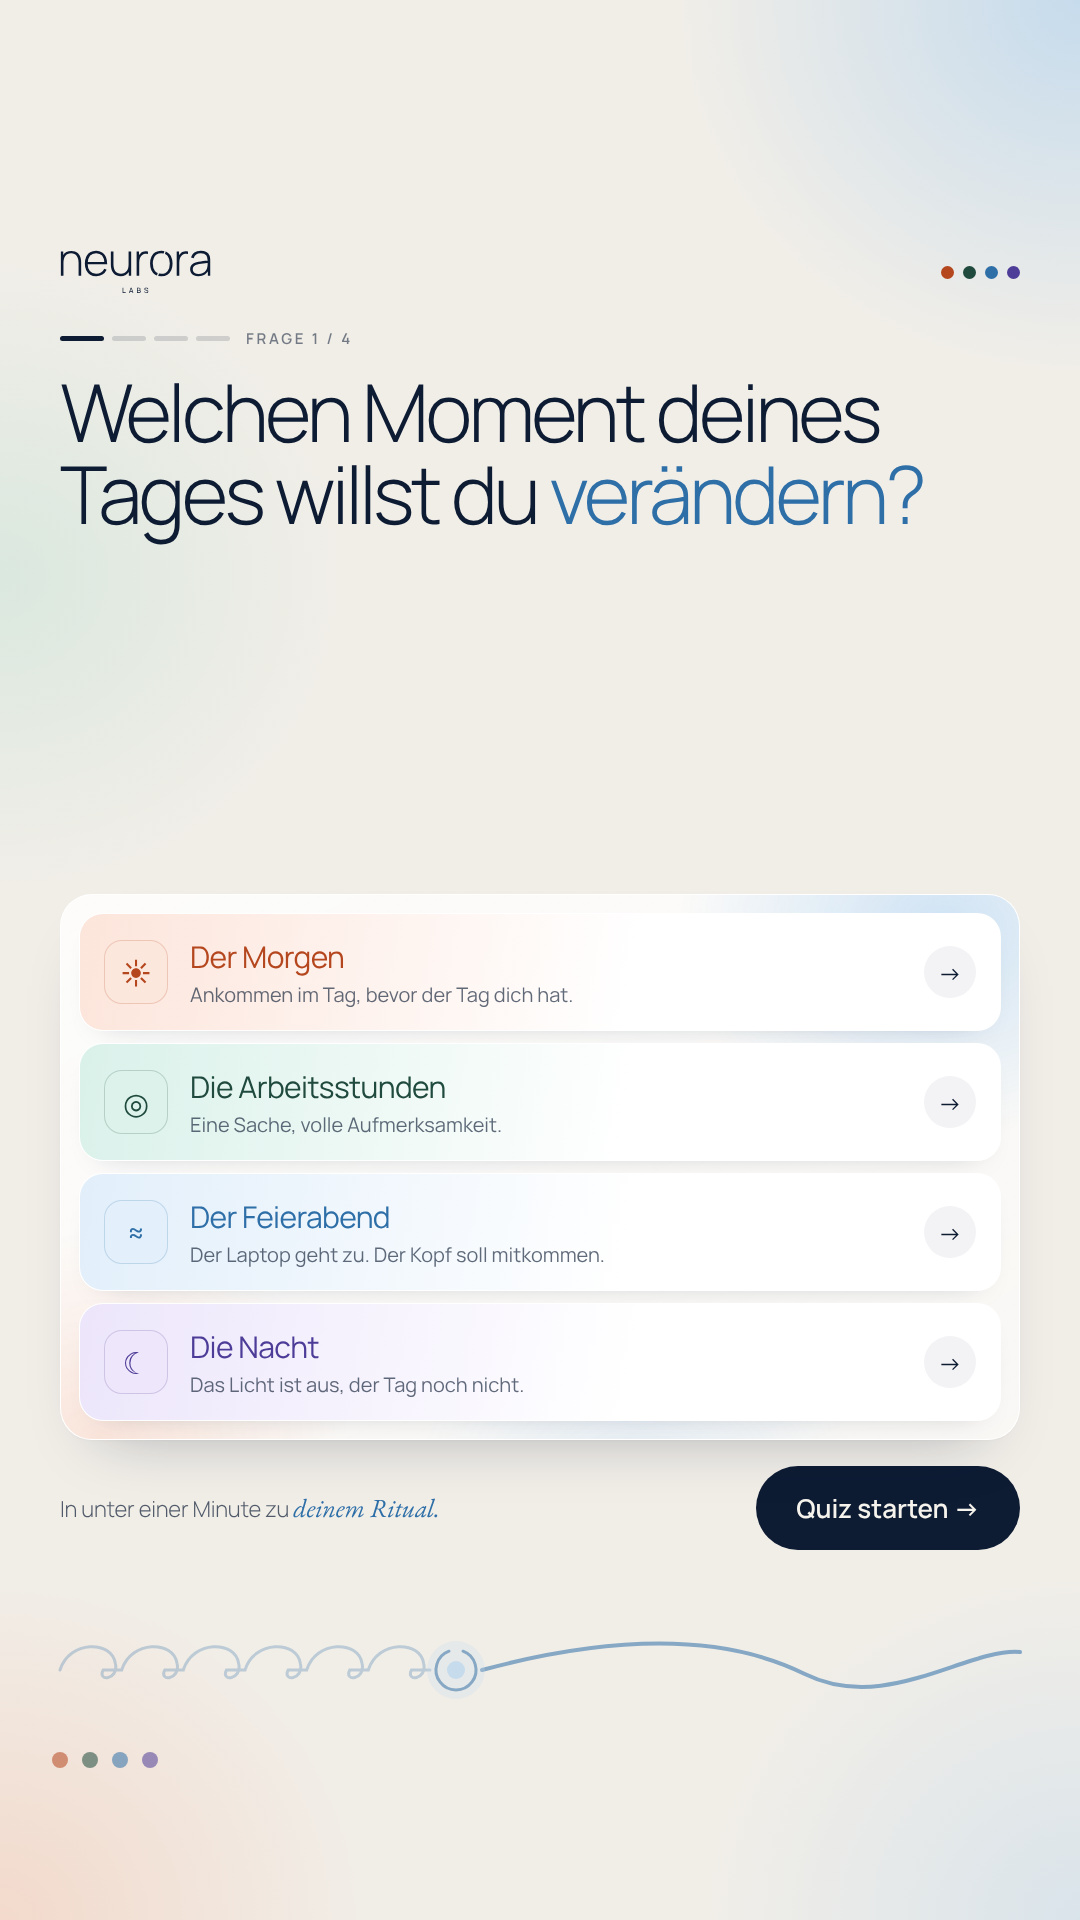 neurora
LABS
FRAGE 1 / 4
Welchen Moment deines
Tages willst du verändern?
Der Morgen
Ankommen im Tag, bevor der Tag dich hat.
→
Die Arbeitsstunden
Eine Sache, volle Aufmerksamkeit.
→
Der Feierabend
Der Laptop geht zu. Der Kopf soll mitkommen.
→
Die Nacht
Das Licht ist aus, der Tag noch nicht.
→
In unter einer Minute zu deinem Ritual.
Quiz starten →